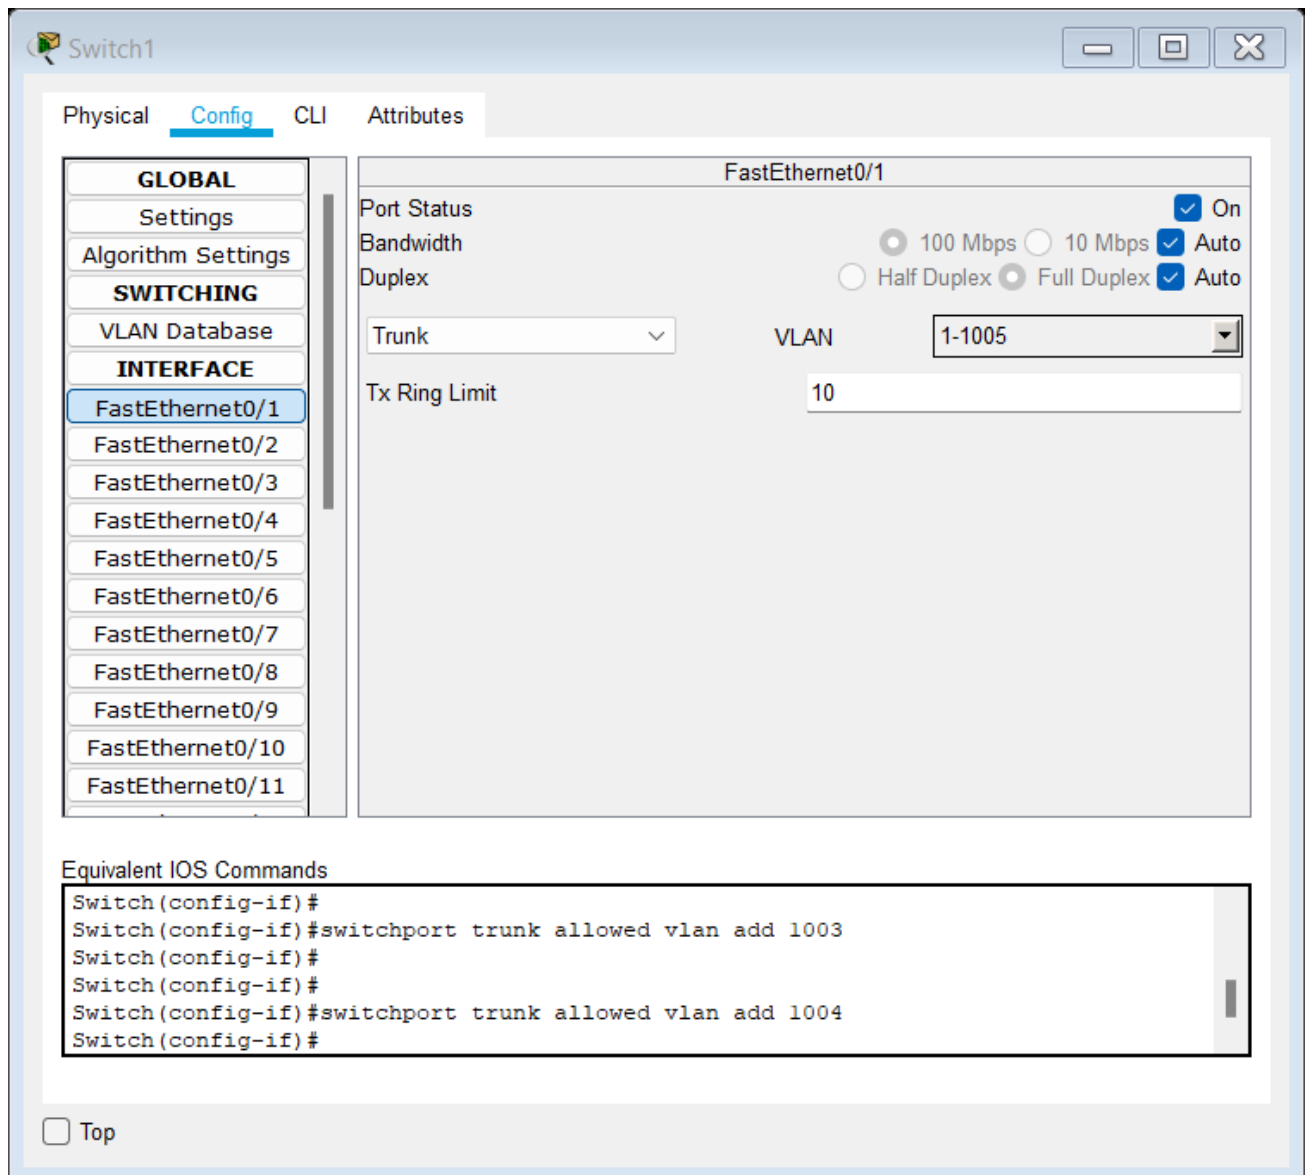 Switch1
Physical Config CLI Attributes
GLOBAL
Settings
Algorithm Settings
SWITCHING
VLAN Database
INTERFACE
FastEthernet0/1
FastEthernet0/2
FastEthernet0/3
FastEthernet0/4
FastEthernet0/5
FastEthernet0/6
FastEthernet0/7
FastEthernet0/8
FastEthernet0/9
FastEthernet0/10
FastEthernet0/11
FastEthernet0/1
Port Status On
Bandwidth 100 Mbps 10 Mbps Auto
Duplex Half Duplex Full Duplex Auto
Trunk VLAN 1-1005
Tx Ring Limit 10
Equivalent IOS Commands
Switch(config-if)#
Switch(config-if)#switchport trunk allowed vlan add 1003
Switch(config-if)#
Switch(config-if)#
Switch(config-if)#switchport trunk allowed vlan add 1004
Switch(config-if)#
Top